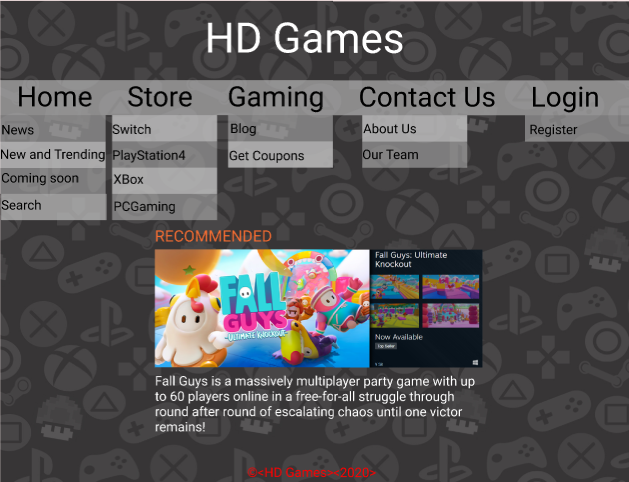 HD Games
Home Store Gaming Contact Us Login
News Switch Blog About Us Register
New and Trending PlayStation4 Get Coupons Our Team
Coming soon XBox
Search PCGaming
RECOMMENDED
FALL
GUYS
ULTIMATE KNOCKOUT
Fall Guys: Ultimate
Knockout
Now Available
Top Seller
Fall Guys is a massively multiplayer party game with up
to 60 players online in a free-for-all struggle through
round after round of escalating chaos until one victor
remains!
©<HD Games><2020>